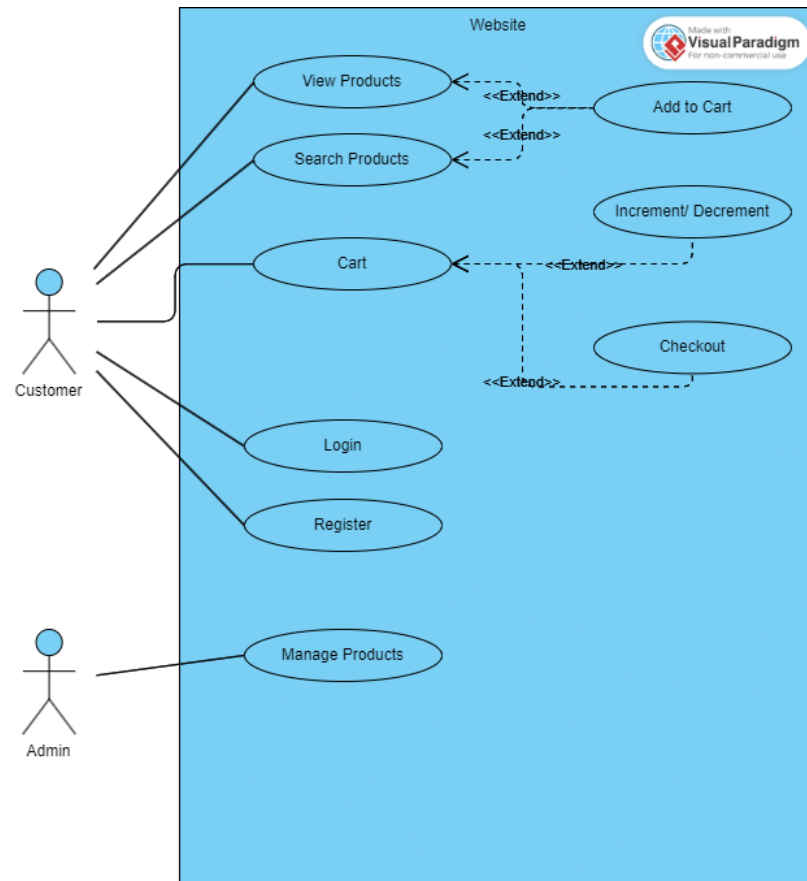 Website
Made with
Visual Paradigm
For non-commercial use
View Products
<<Extend>>
Add to Cart
<<Extend>>
Search Products
Increment/ Decrement
Cart
<<Extend>>
Checkout
<<Extend>>
Customer
Login
Register
Manage Products
Admin